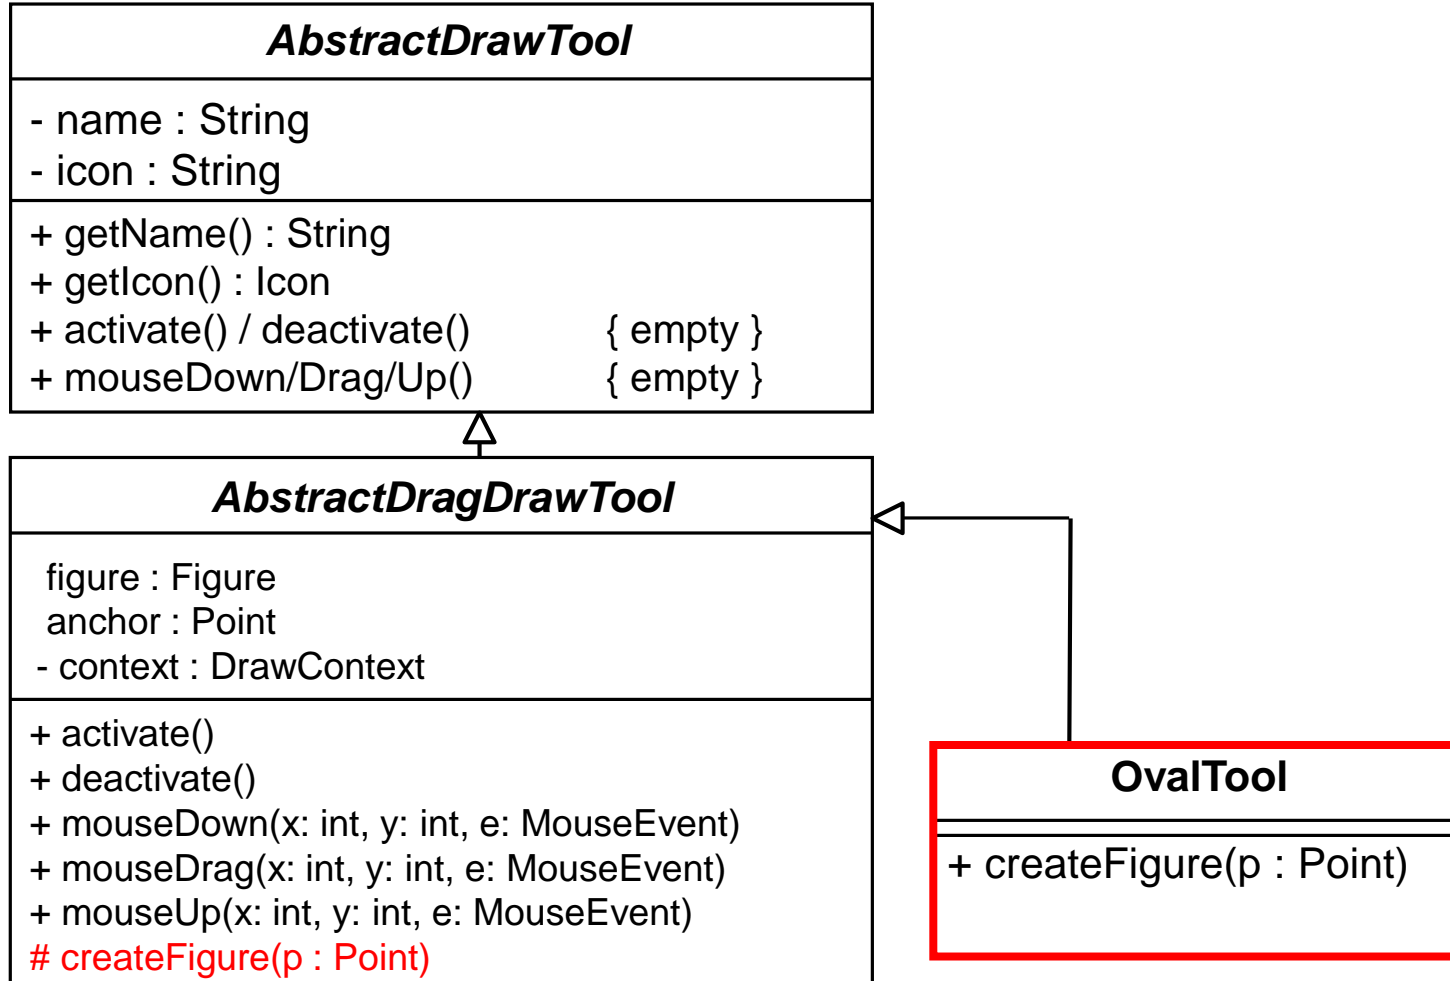 AbstractDrawTool
- name : String
- icon : String
+ getName() : String
+ getIcon() : Icon
+ activate() / deactivate() { empty }
+ mouseDown/Drag/Up() { empty }
AbstractDragDrawTool
figure : Figure
anchor : Point
- context : DrawContext
+ activate()
+ deactivate()
+ mouseDown(x: int, y: int, e: MouseEvent)
+ mouseDrag(x: int, y: int, e: MouseEvent)
+ mouseUp(x: int, y: int, e: MouseEvent)
# createFigure(p : Point)
OvalTool
+ createFigure(p : Point)